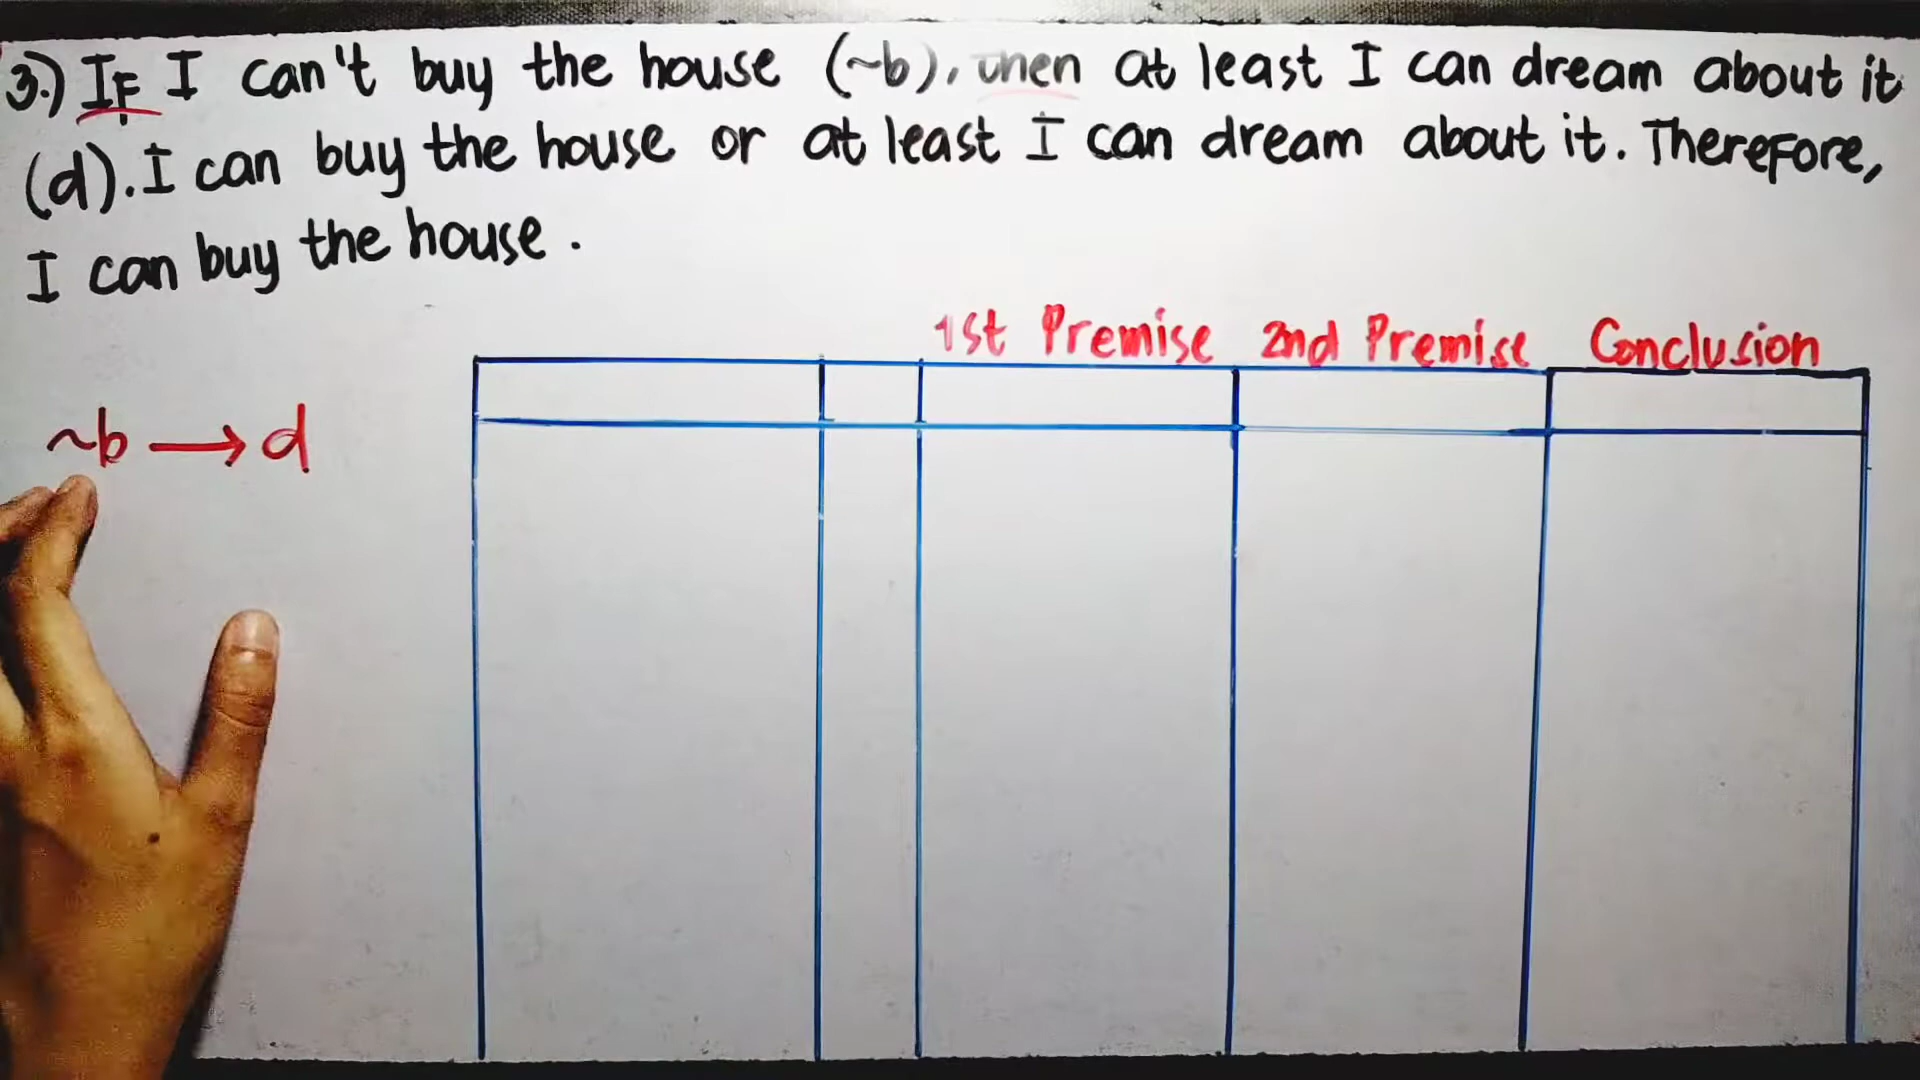 3.) If I can't buy the house (~b), then at least I can dream about it
(d). I can buy the house or at least I can dream about it. Therefore,
I can buy the house.
1st Premise 2nd Premise Conclusion
~b → d